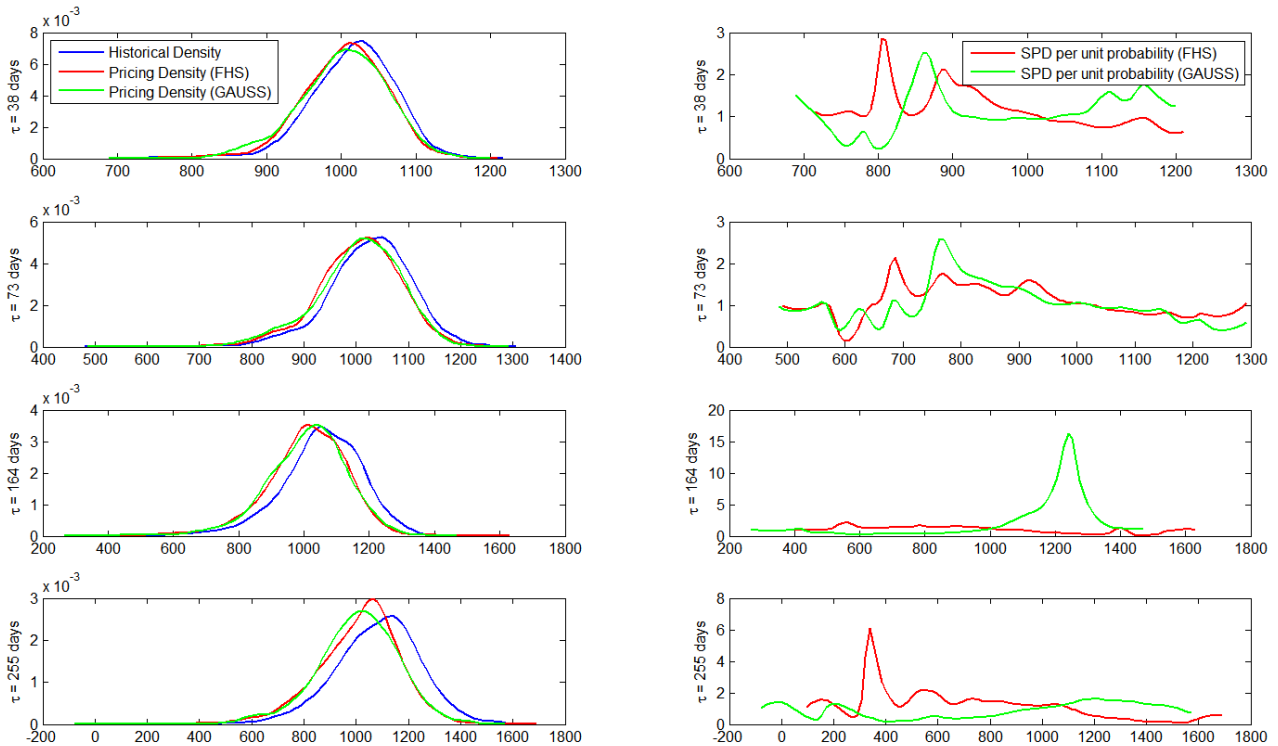 x 10^-3
8
6
4
2
0
600 700 800 900 1000 1100 1200 1300
τ = 38 days
Historical Density
Pricing Density (FHS)
Pricing Density (GAUSS)
3
2
1
0
700 800 900 1000 1100 1200 1300
τ = 38 days
SPD per unit probability (FHS)
SPD per unit probability (GAUSS)
x 10^-3
6
4
2
0
400 500 600 700 800 900 1000 1100 1200 1300 1400
τ = 73 days
3
2
1
0
400 500 600 700 800 900 1000 1100 1200 1300
τ = 73 days
x 10^-3
4
3
2
1
0
200 400 600 800 1000 1200 1400 1600 1800
τ = 164 days
20
15
10
5
0
200 400 600 800 1000 1200 1400 1600 1800
τ = 164 days
x 10^-3
3
2
1
0
-200 0 200 400 600 800 1000 1200 1400 1600 1800
τ = 255 days
8
6
4
2
0
-200 0 200 400 600 800 1000 1200 1400 1600 1800
τ = 255 days